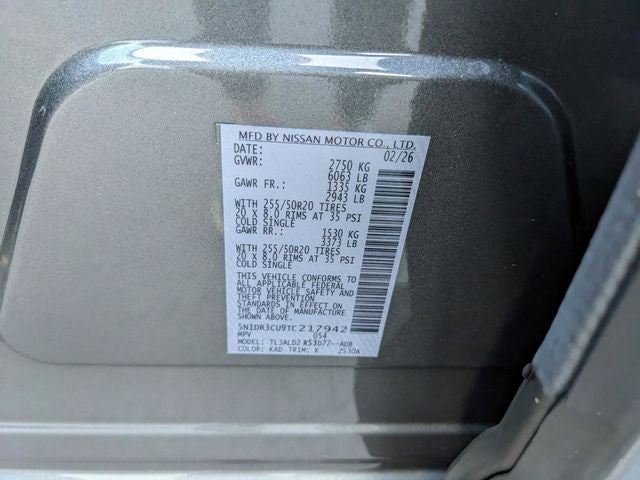 MFD BY NISSAN MOTOR CO., LTD.
DATE: 02/26
GVWR: 2750 KG
6063 LB
GAWR FR.: 1335 KG
2943 LB
WITH 255/50R20 TIRES
20 X 8.0 RIMS AT 35 PSI
COLD SINGLE
GAWR RR.: 1530 KG
3373 LB
WITH 255/50R20 TIRES
20 X 8.0 RIMS AT 35 PSI
COLD SINGLE
THIS VEHICLE CONFORMS TO
ALL APPLICABLE FEDERAL
MOTOR VEHICLE SAFETY AND
THEFT PREVENTION
STANDARDS IN EFFECT ON
THE DATE OF MANUFACTURE
SHOWN ABOVE.
5N1DR3CU9TC217942
MPV 054
MODEL: TL3ALD2 R53D77--ADB
COLOR: KAD TRIM: K 2S30A